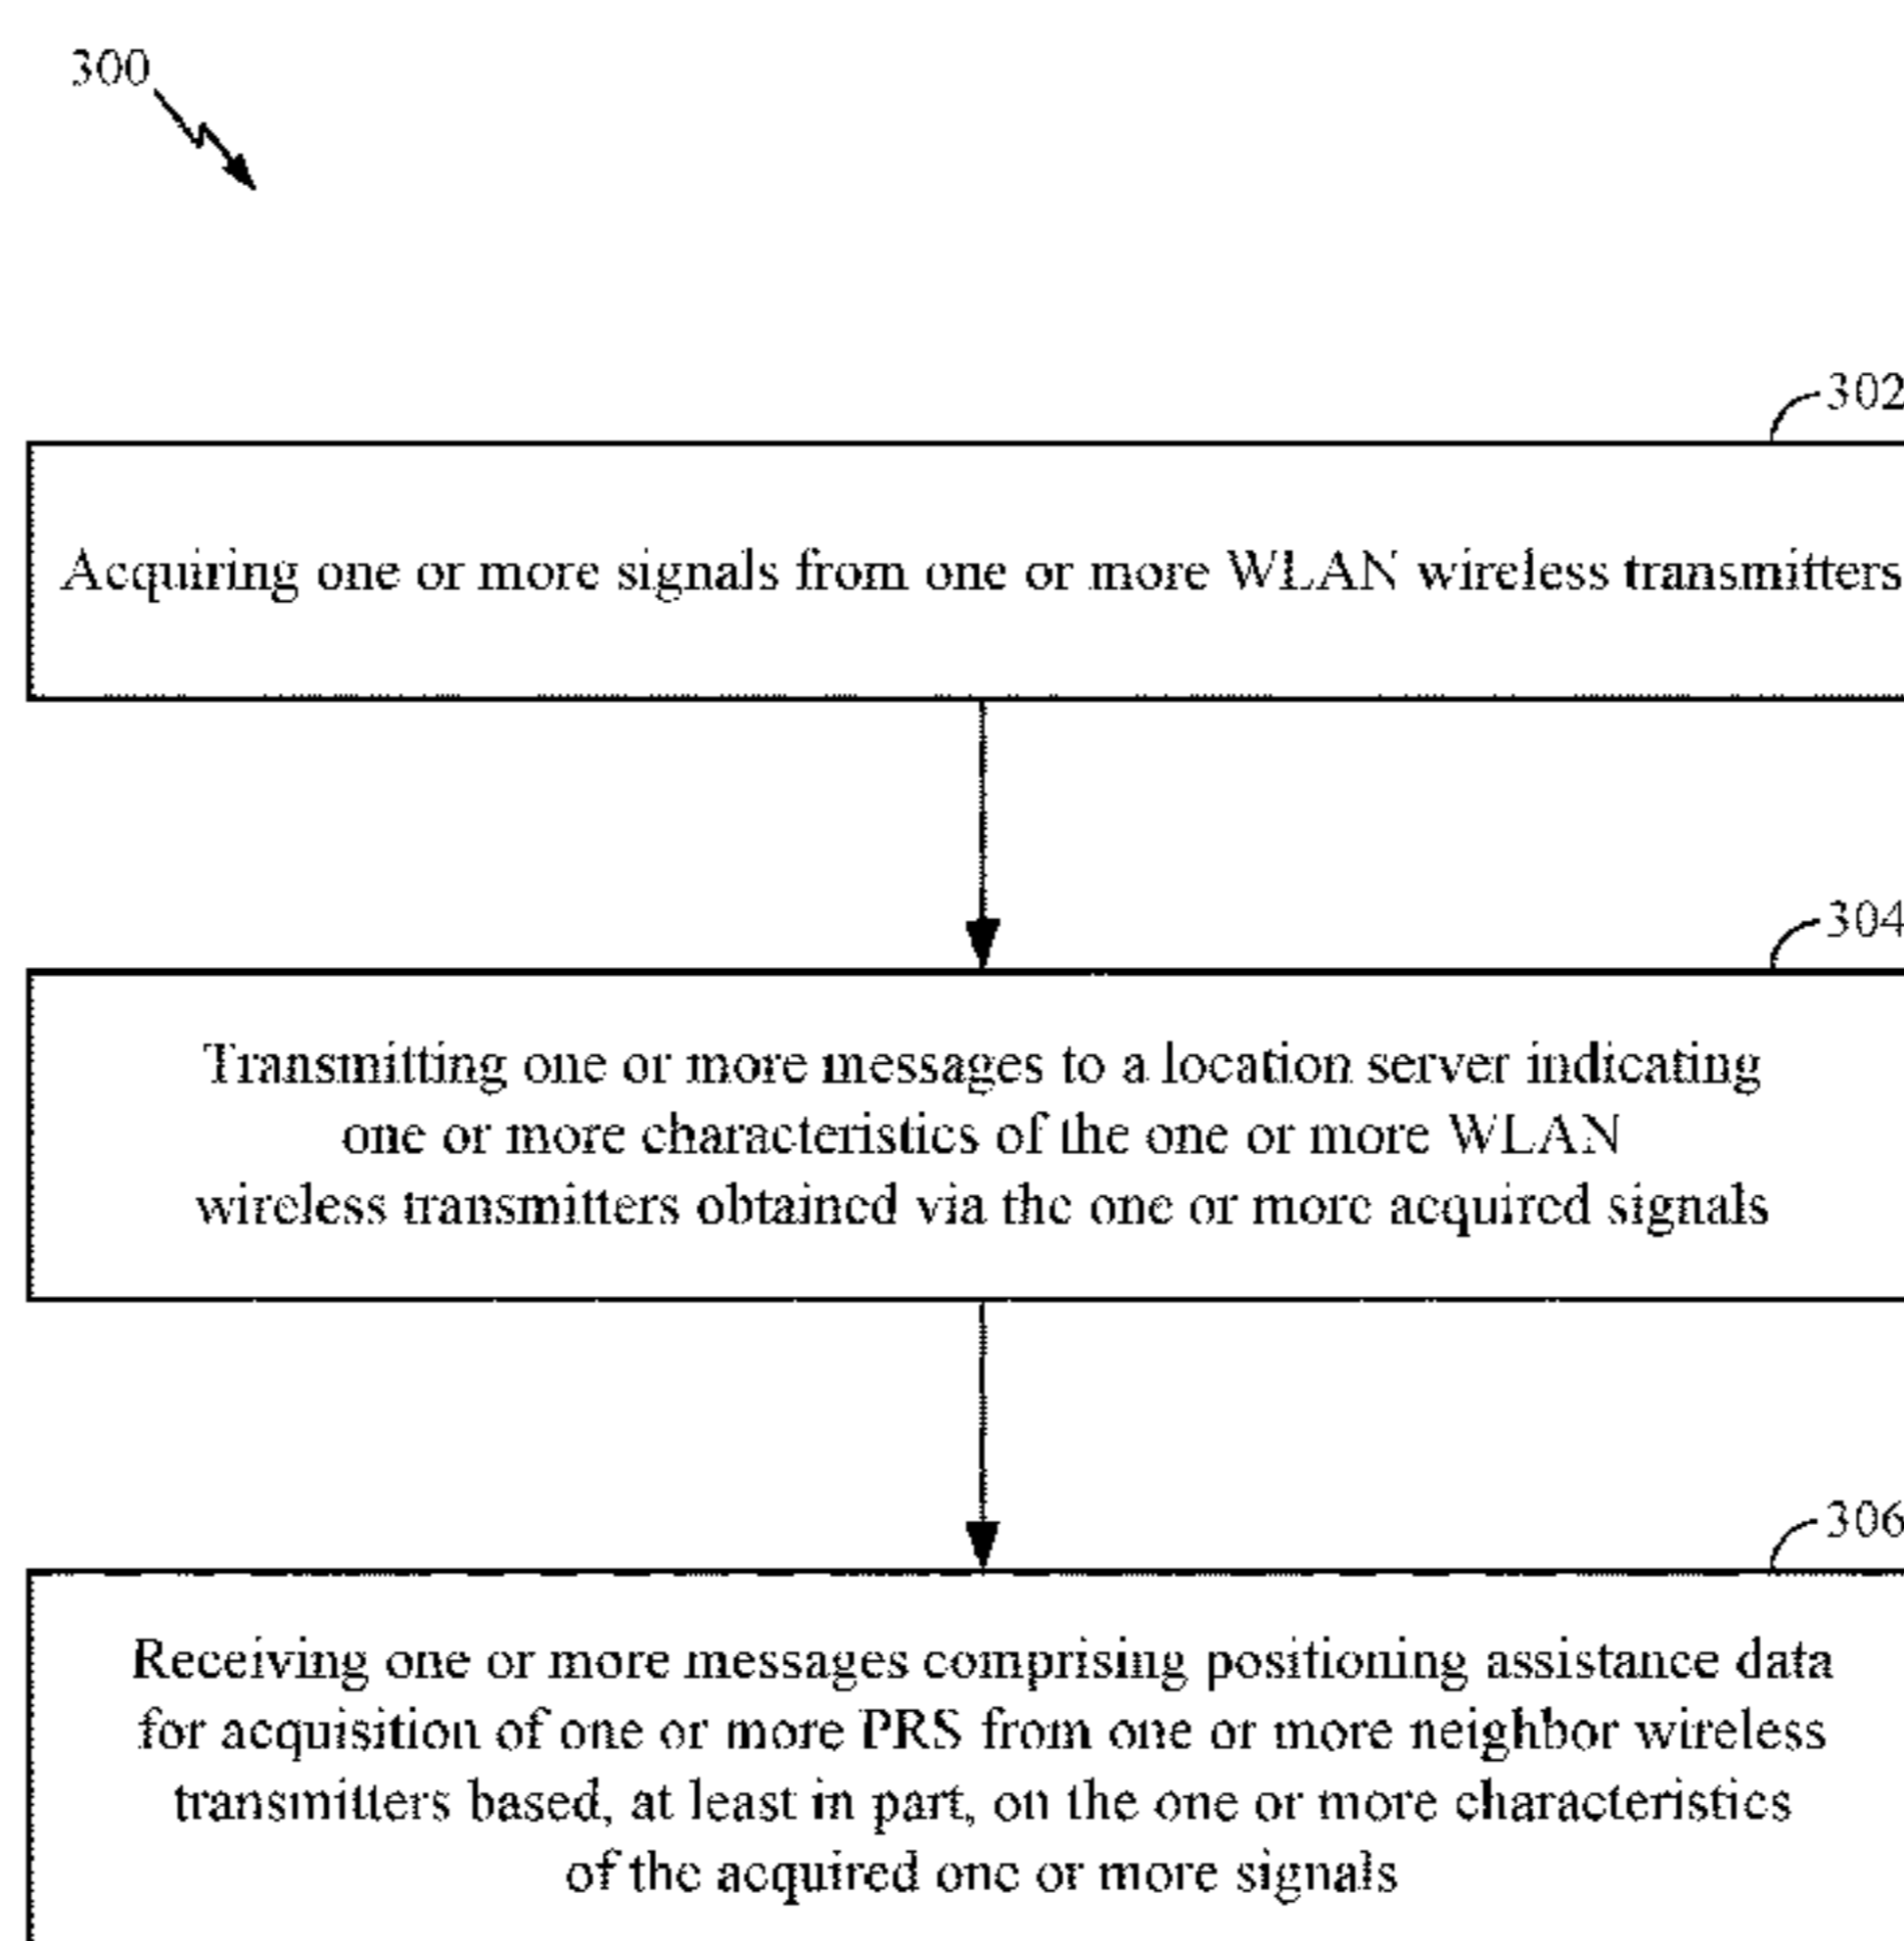 300
302
Acquiring one or more signals from one or more WLAN wireless transmitters
304
Transmitting one or more messages to a location server indicating
one or more characteristics of the one or more WLAN
wireless transmitters obtained via the one or more acquired signals
306
Receiving one or more messages comprising positioning assistance data
for acquisition of one or more PRS from one or more neighbor wireless
transmitters based, at least in part, on the one or more characteristics
of the acquired one or more signals